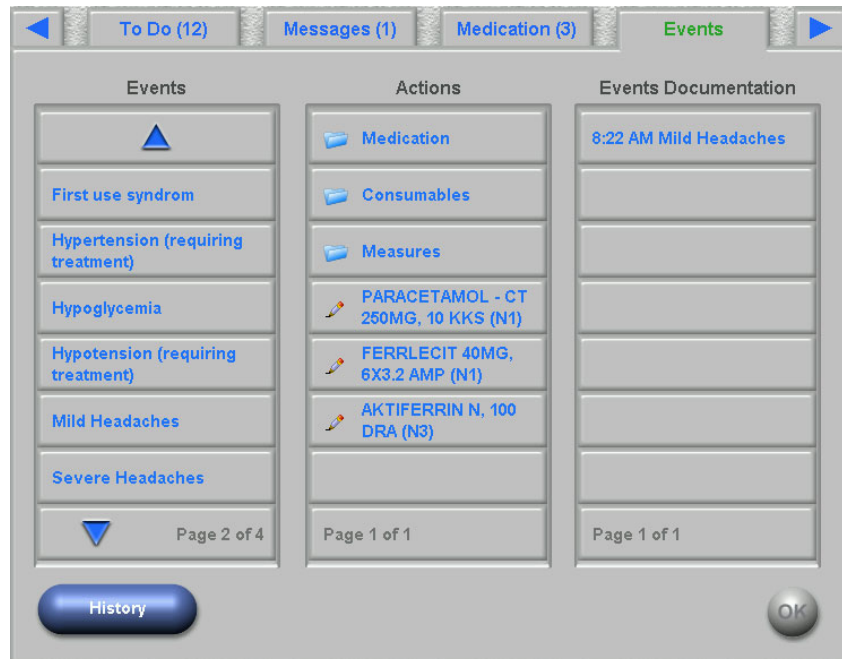 To Do (12)
Messages (1)
Medication (3)
Events
Events
Actions
Events Documentation
First use syndrom
Hypertension (requiring
treatment)
Hypoglycemia
Hypotension (requiring
treatment)
Mild Headaches
Severe Headaches
Page 2 of 4
Medication
Consumables
Measures
PARACETAMOL - CT
250MG, 10 KKS (N1)
FERRLECIT 40MG,
6X3.2 AMP (N1)
AKTIFERRIN N, 100
DRA (N3)
Page 1 of 1
8:22 AM Mild Headaches
Page 1 of 1
History
OK